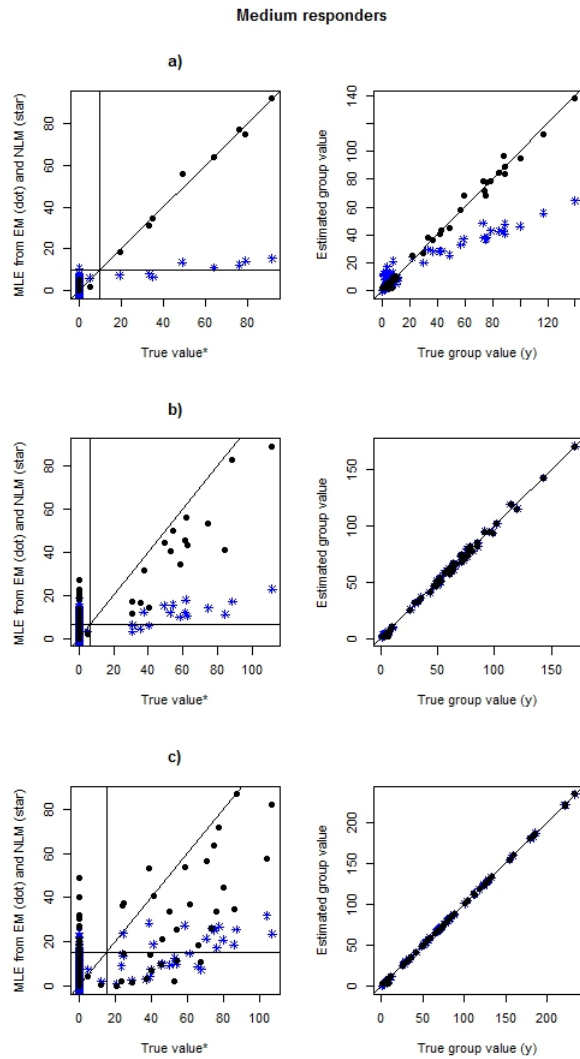 Medium responders
a)
MLE from EM (dot) and NLM (star)
80
60
40
20
0
0 20 40 60 80
True value*
Estimated group value
140
100
80
60
40
20
0
0 20 40 60 80 120
True group value (y)
b)
MLE from EM (dot) and NLM (star)
80
60
40
20
0
0 20 40 60 80 100
True value*
Estimated group value
150
100
50
0
0 50 100 150
True group value (y)
c)
MLE from EM (dot) and NLM (star)
80
60
40
20
0
0 20 40 60 80 100
True value*
Estimated group value
200
150
100
50
0
0 50 100 150 200
True group value (y)